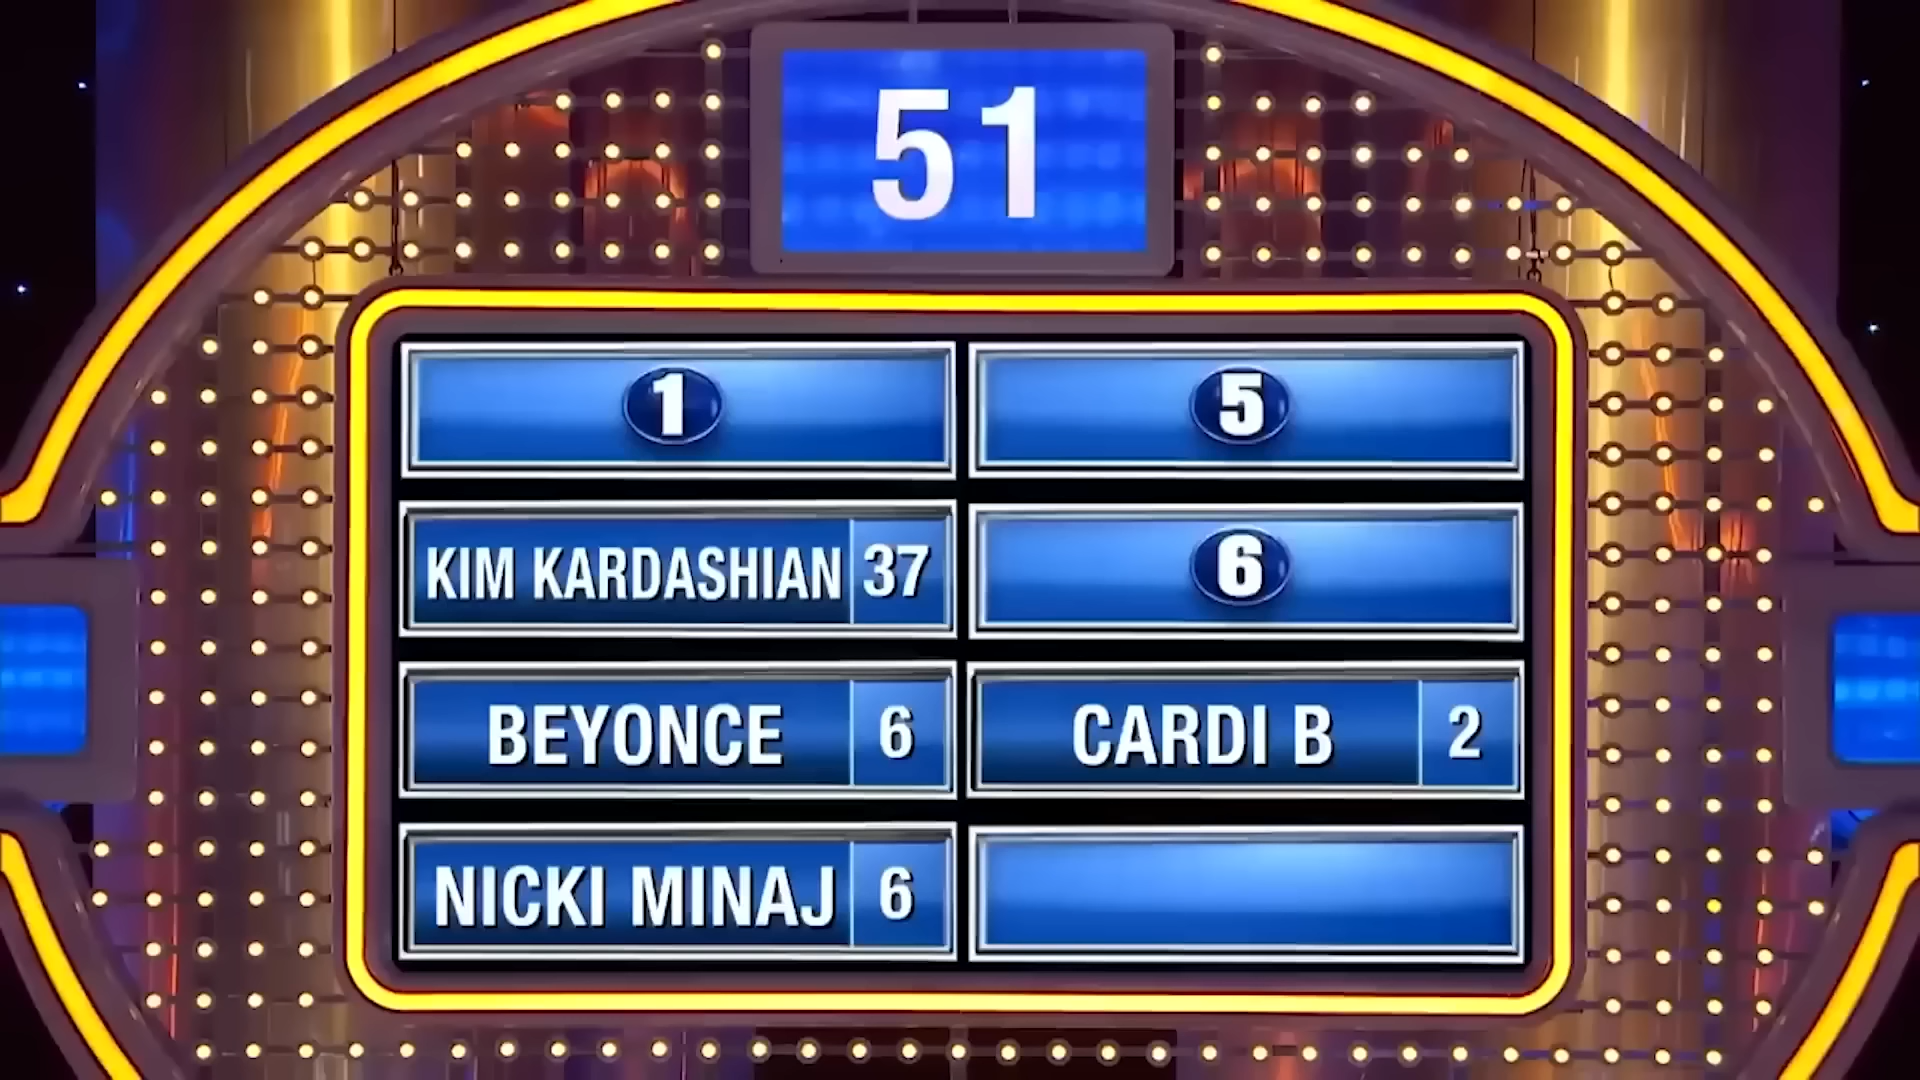 51
1
5
KIM KARDASHIAN 37
6
BEYONCE 6
CARDI B 2
NICKI MINAJ 6